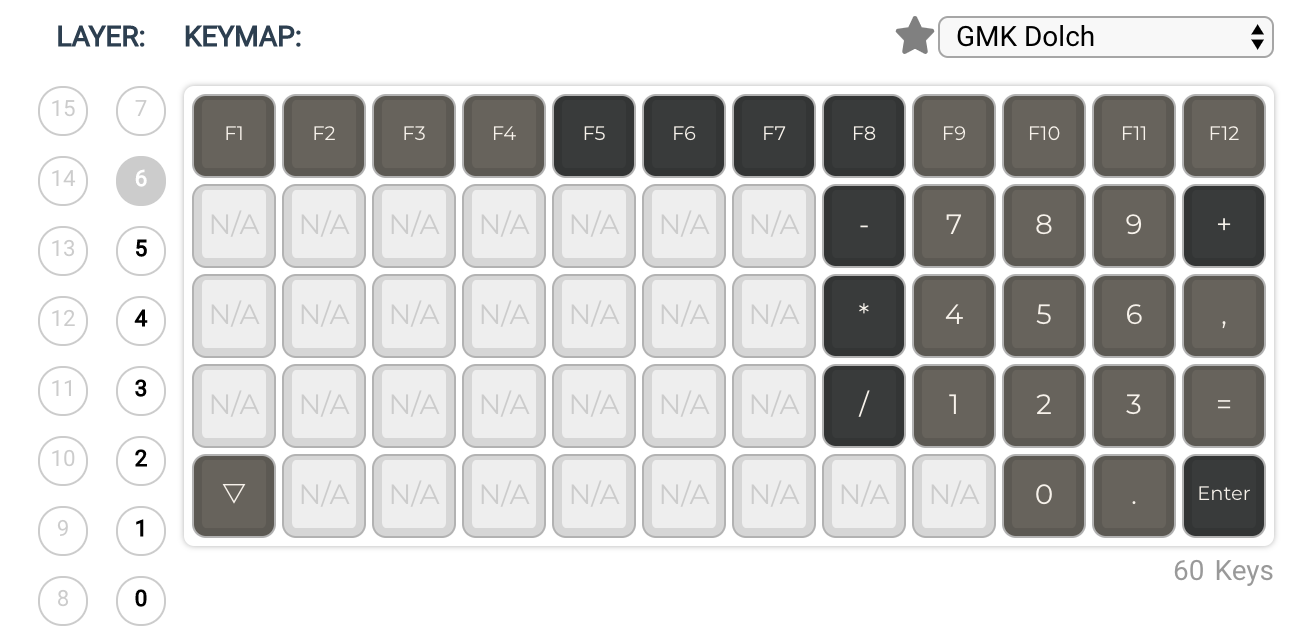 LAYER: KEYMAP: GMK Dolch
15 7 F1 F2 F3 F4 F5 F6 F7 F8 F9 F10 F11 F12
14 6 N/A N/A N/A N/A N/A N/A N/A - 7 8 9 +
13 5
12 4 N/A N/A N/A N/A N/A N/A N/A * 4 5 6 ,
11 3 N/A N/A N/A N/A N/A N/A N/A / 1 2 3 =
10 2 ▽ N/A N/A N/A N/A N/A N/A N/A N/A 0 . Enter
9 1
60 Keys
8 0